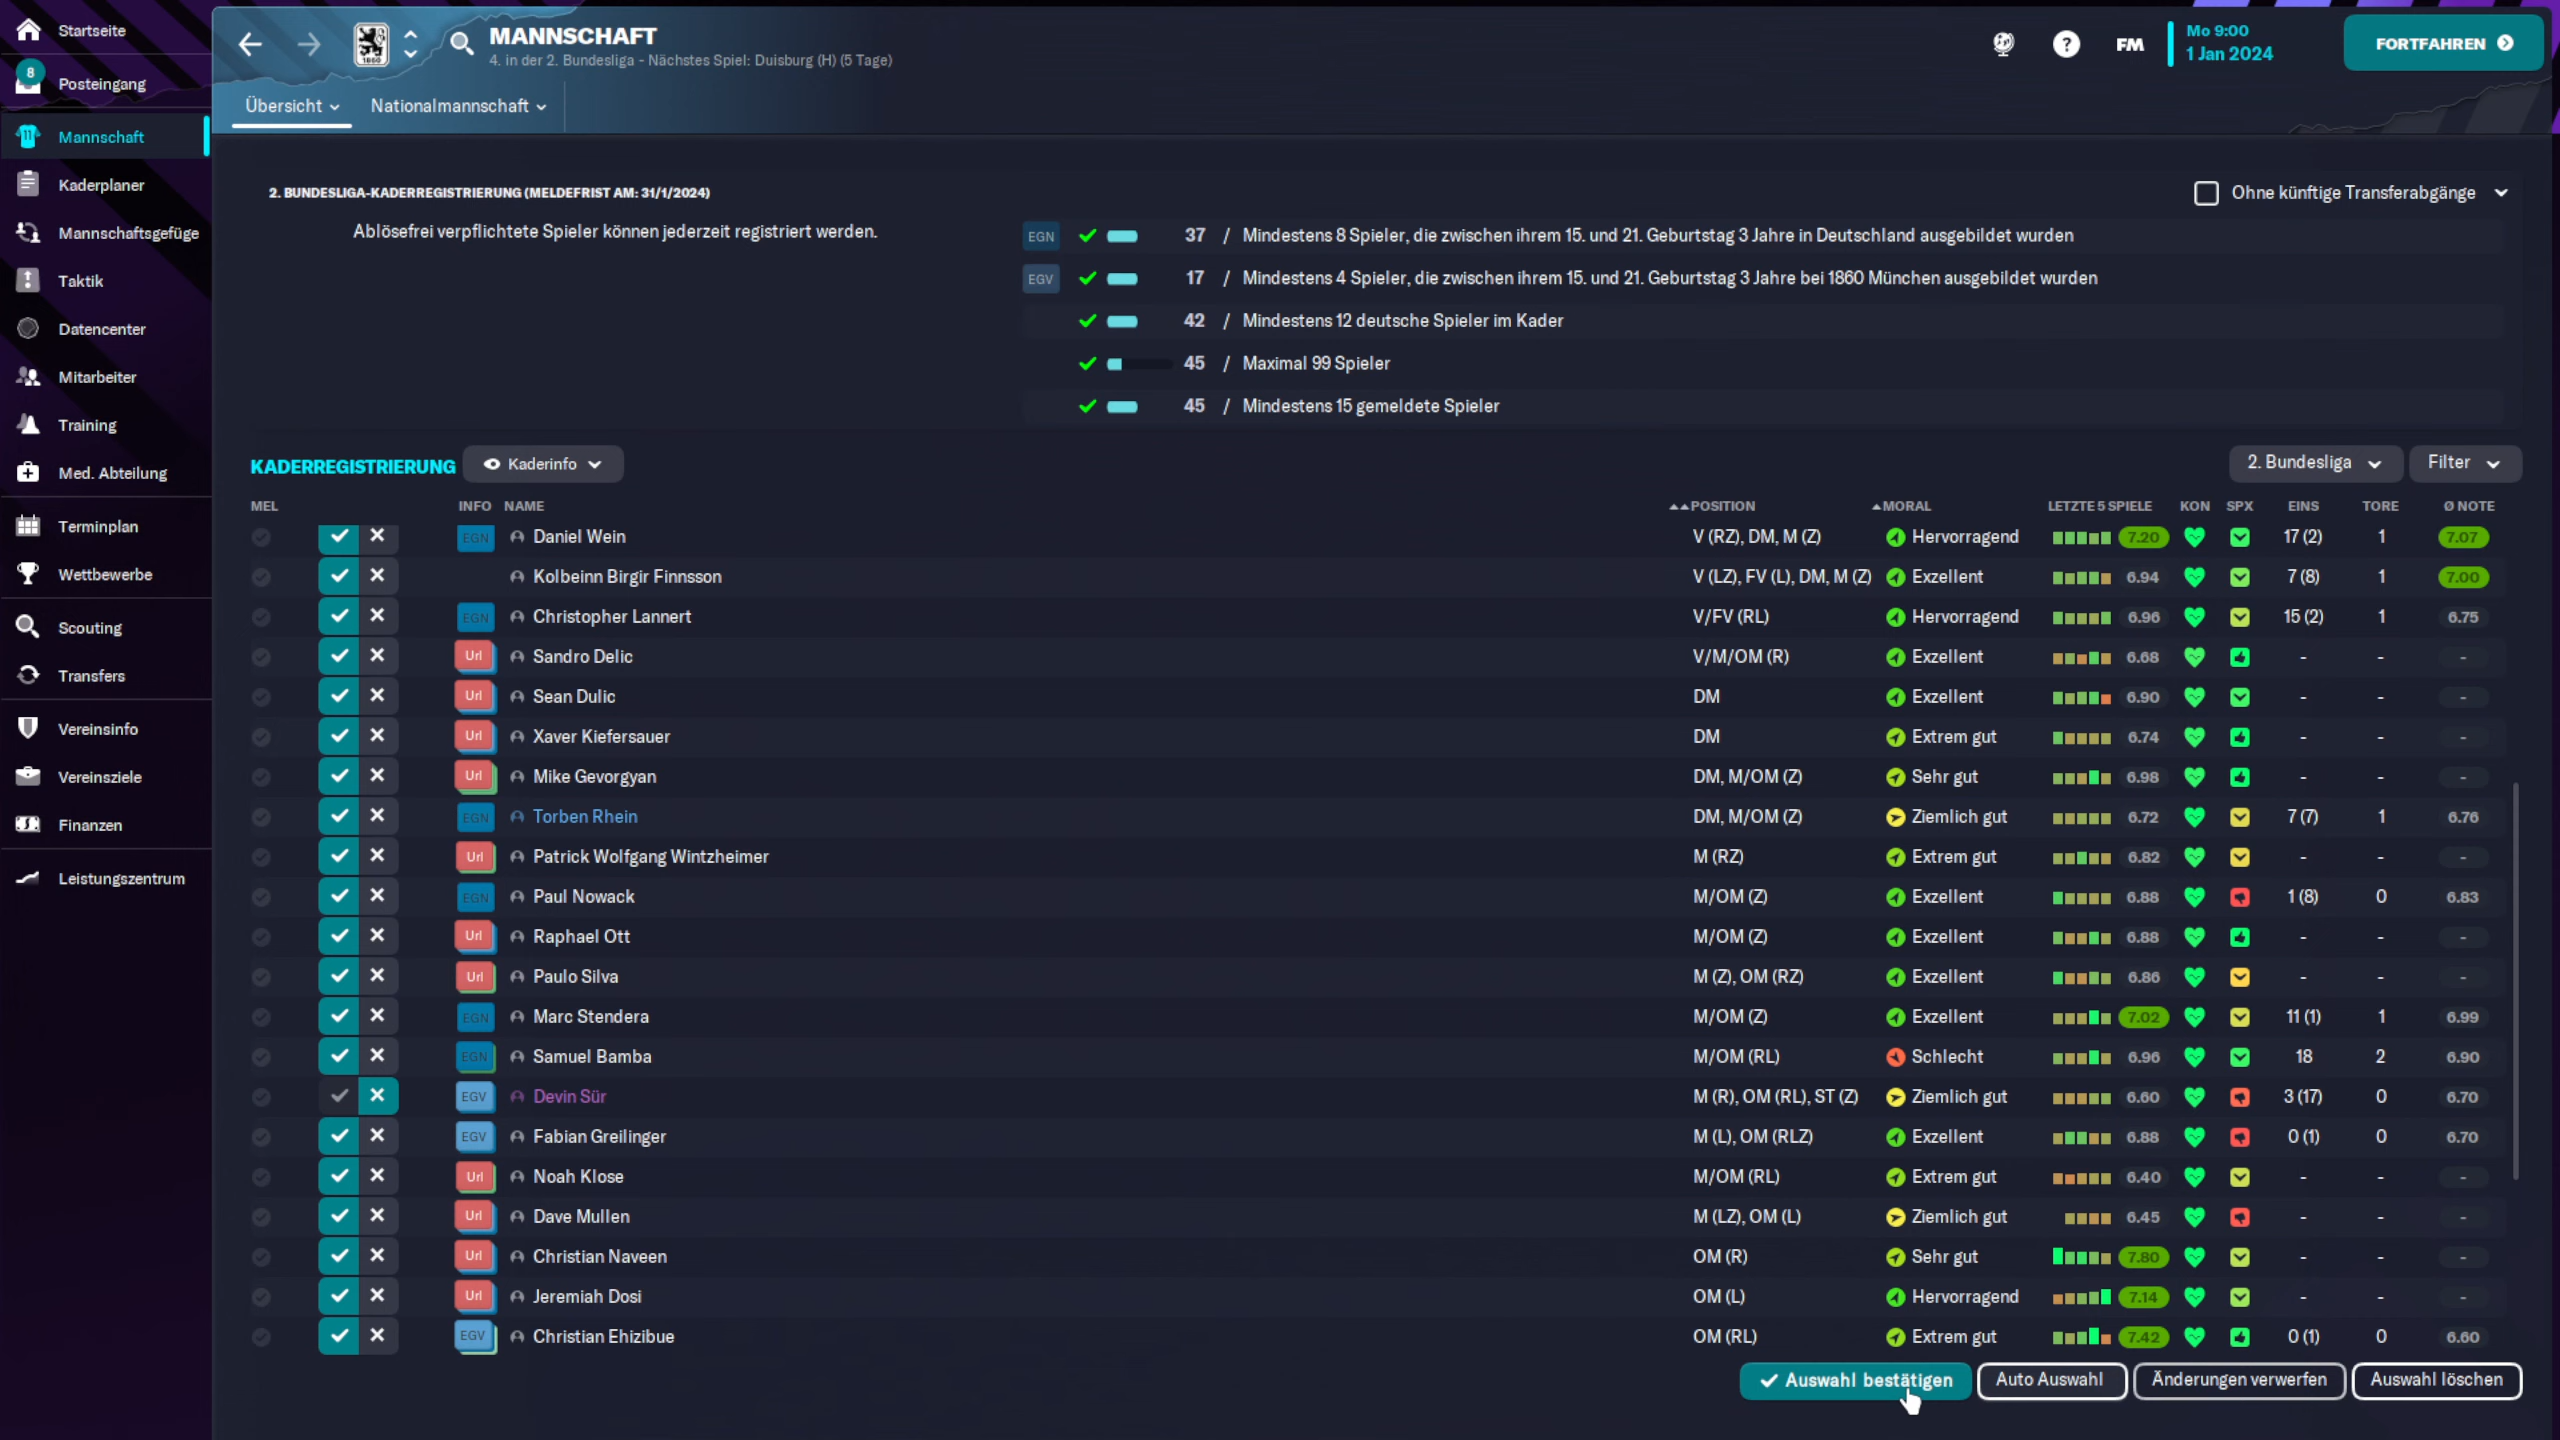 Startseite
8
Posteingang
Mannschaft
Kaderplaner
Mannschaftsgefüge
Taktik
Datencenter
Mitarbeiter
Training
Med. Abteilung
Terminplan
Wettbewerbe
Scouting
Transfers
Vereinsinfo
Vereinsziele
Finanzen
Leistungszentrum
1860
MANNSCHAFT
4. in der 2. Bundesliga - Nächstes Spiel: Duisburg (H) (5 Tage)
FM
Mo 9:00
1 Jan 2024
FORTFAHREN
Übersicht
Nationalmannschaft
2. BUNDESLIGA-KADERREGISTRIERUNG (MELDEFRIST AM: 31/1/2024)
Ohne künftige Transferabgänge
Ablösefrei verpflichtete Spieler können jederzeit registriert werden.
EGN 37 / Mindestens 8 Spieler, die zwischen ihrem 15. und 21. Geburtstag 3 Jahre in Deutschland ausgebildet wurden
EGV 17 / Mindestens 4 Spieler, die zwischen ihrem 15. und 21. Geburtstag 3 Jahre bei 1860 München ausgebildet wurden
42 / Mindestens 12 deutsche Spieler im Kader
45 / Maximal 99 Spieler
45 / Mindestens 15 gemeldete Spieler
KADERREGISTRIERUNG Kaderinfo
2. Bundesliga
Filter
MEL INFO NAME POSITION MORAL LETZTE 5 SPIELE KON SPX EINS TORE Ø NOTE
EGN Daniel Wein V (RZ), DM, M (Z) Hervorragend 7.20 17 (2) 1 7.07
Kolbeinn Birgir Finnsson V (LZ), FV (L), DM, M (Z) Exzellent 6.94 7 (8) 1 7.00
EGN Christopher Lannert V/FV (RL) Hervorragend 6.96 15 (2) 1 6.75
Url Sandro Delic V/M/OM (R) Exzellent 6.68 - - -
Url Sean Dulic DM Exzellent 6.90 - - -
Url Xaver Kiefersauer DM Extrem gut 6.74 - - -
Url Mike Gevorgyan DM, M/OM (Z) Sehr gut 6.98 - - -
EGN Torben Rhein DM, M/OM (Z) Ziemlich gut 6.72 7 (7) 1 6.76
Url Patrick Wolfgang Wintzheimer M (RZ) Extrem gut 6.82 - - -
EGN Paul Nowack M/OM (Z) Exzellent 6.88 1 (8) 0 6.83
Url Raphael Ott M/OM (Z) Exzellent 6.88 - - -
Url Paulo Silva M (Z), OM (RZ) Exzellent 6.86 - - -
EGN Marc Stendera M/OM (Z) Exzellent 7.02 11 (1) 1 6.99
EGN Samuel Bamba M/OM (RL) Schlecht 6.96 18 2 6.90
EGV Devin Sür M (R), OM (RL), ST (Z) Ziemlich gut 6.60 3 (17) 0 6.70
EGV Fabian Greilinger M (L), OM (RLZ) Exzellent 6.88 0 (1) 0 6.70
Url Noah Klose M/OM (RL) Extrem gut 6.40 - - -
Url Dave Mullen M (LZ), OM (L) Ziemlich gut 6.45 - - -
Url Christian Naveen OM (R) Sehr gut 7.80 - - -
Url Jeremiah Dosi OM (L) Hervorragend 7.14 - - -
EGV Christian Ehizibue OM (RL) Extrem gut 7.42 0 (1) 0 6.60
Auswahl bestätigen
Auto Auswahl
Änderungen verwerfen
Auswahl löschen